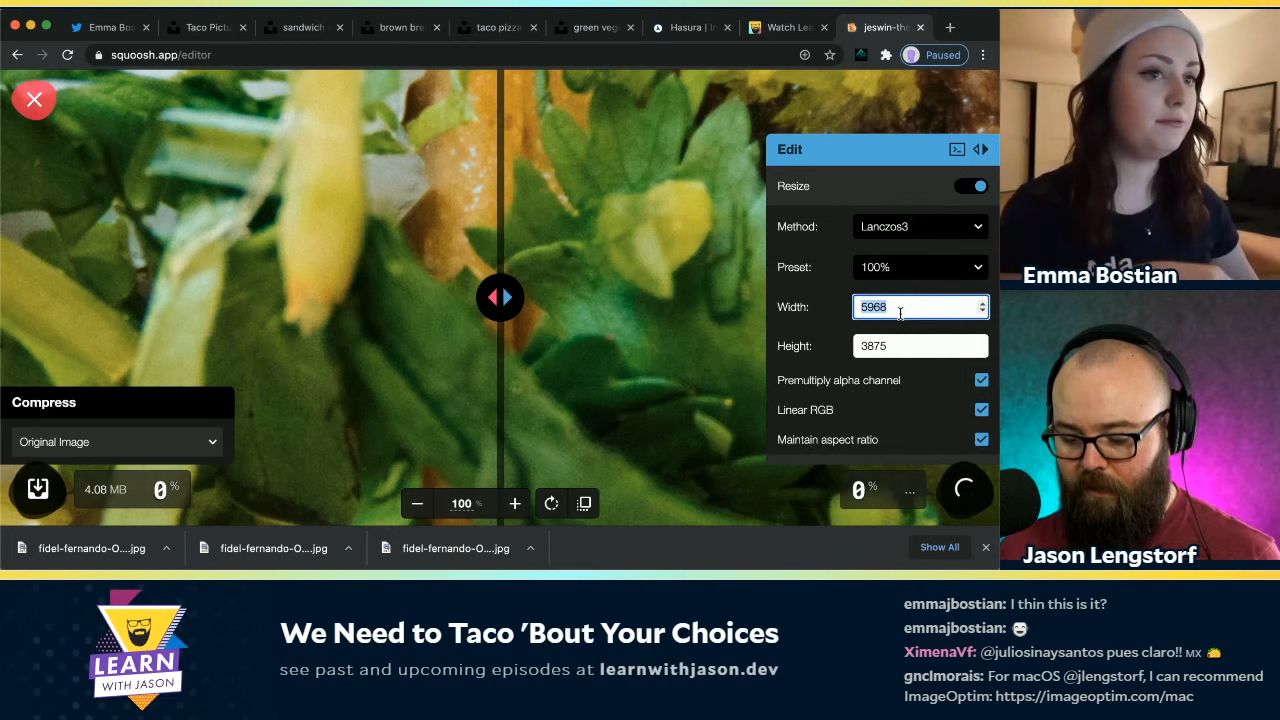 Emma Bos
Taco Pictu
sandwich
brown bre
taco pizza
green veg
Hasura | In
Watch Lea
jeswin-tho
squoosh.app/editor
Paused
Edit
Resize
Method:
Lanczos3
Preset:
100%
Width:
5968
Height:
3875
Premultiply alpha channel
Linear RGB
Maintain aspect ratio
Compress
Original Image
4.08 MB
0 %
100 %
0 %
...
fidel-fernando-O....jpg
fidel-fernando-O....jpg
fidel-fernando-O....jpg
Show All
Emma Bostian
Jason Lengstorf
LEARN
WITH JASON
We Need to Taco ’Bout Your Choices
see past and upcoming episodes at learnwithjason.dev
emmajbostian: I thin this is it?
emmajbostian:
XimenaVf: @juliosinaysantos pues claro!! MX
gnclmorais: For macOS @jlengstorf, I can recommend
ImageOptim: https://imageoptim.com/mac